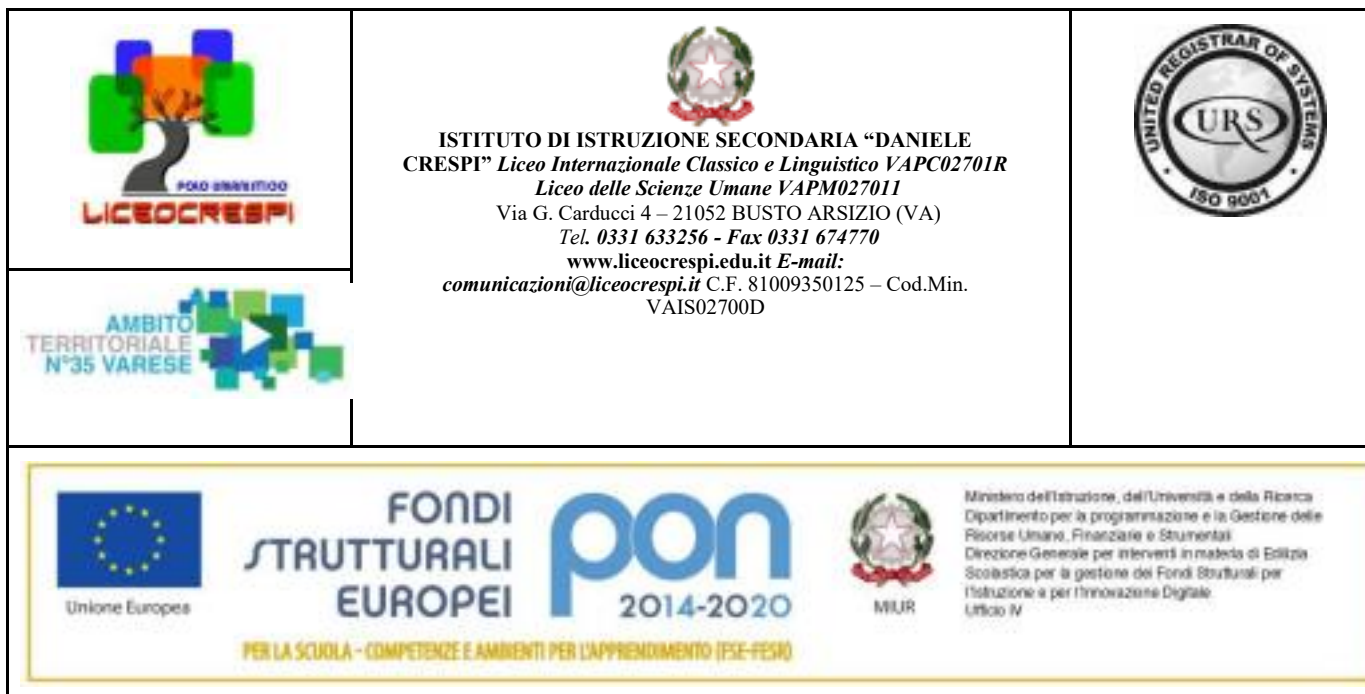 POLO UMANISTICO
LICEOCRESPI
AMBITO
TERRITORIALE
N°35 VARESE
ISTITUTO DI ISTRUZIONE SECONDARIA “DANIELE
CRESPI” Liceo Internazionale Classico e Linguistico VAPC02701R
Liceo delle Scienze Umane VAPM027011
Via G. Carducci 4 – 21052 BUSTO ARSIZIO (VA)
Tel. 0331 633256 - Fax 0331 674770
www.liceocrespi.edu.it E-mail:
comunicazioni@liceocrespi.it C.F. 81009350125 – Cod.Min.
VAIS02700D
UNITED REGISTRAR OF SYSTEMS
URS
ISO 9001
Unione Europea
FONDI
STRUTTURALI
EUROPEI
pon
2014-2020
PER LA SCUOLA - COMPETENZE E AMBIENTI PER L'APPRENDIMENTO (FSE-FESR)
MIUR
Ministero dell'Istruzione, dell'Università e della Ricerca
Dipartimento per la programmazione e la Gestione delle
Risorse Umane, Finanziarie e Strumentali
Direzione Generale per interventi in materia di Edilizia
Scolastica per la gestione dei Fondi Strutturali per
l'Istruzione e per l'Innovazione Digitale
Ufficio IV